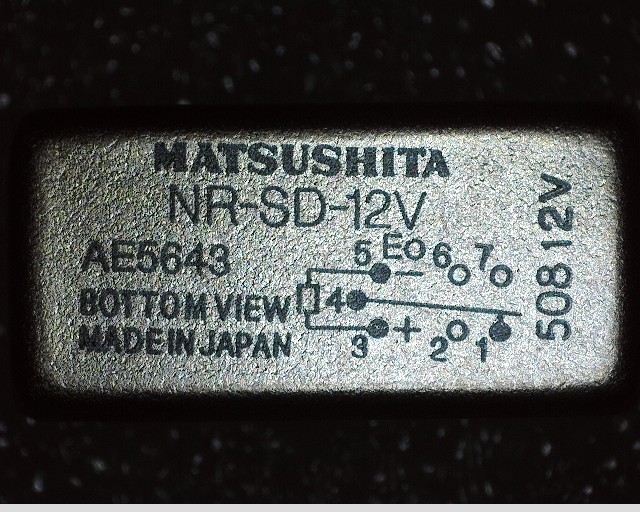 MATSUSHITA
NR-SD-12V
AE5643
5 E 6 7
BOTTOM VIEW 4
MADE IN JAPAN 3 + 2 1
508 12V